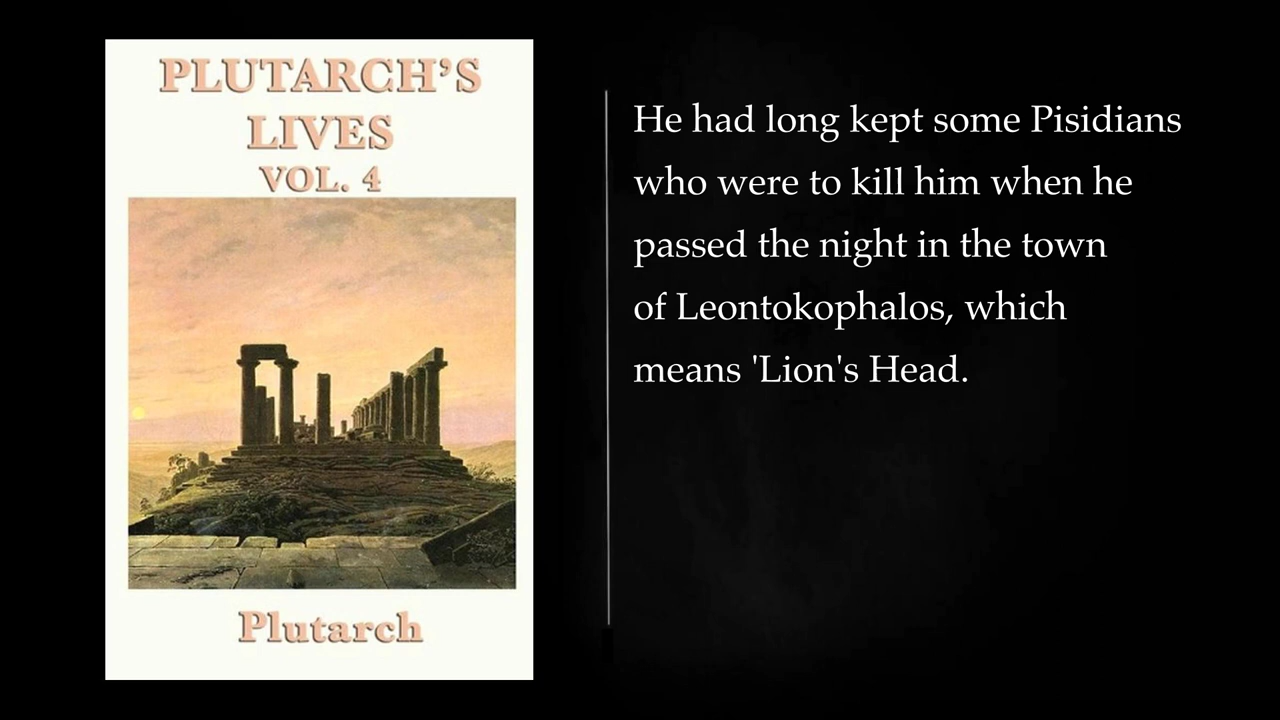 PLUTARCH'S
LIVES
VOL. 4
Plutarch
He had long kept some Pisidians
who were to kill him when he
passed the night in the town
of Leontokophalos, which
means 'Lion's Head.